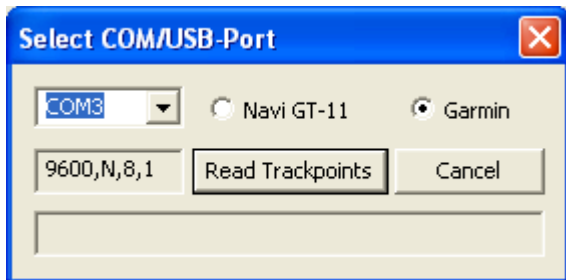 Select COM/USB-Port
COM3 Navi GT-11 Garmin
9600,N,8,1 Read Trackpoints Cancel